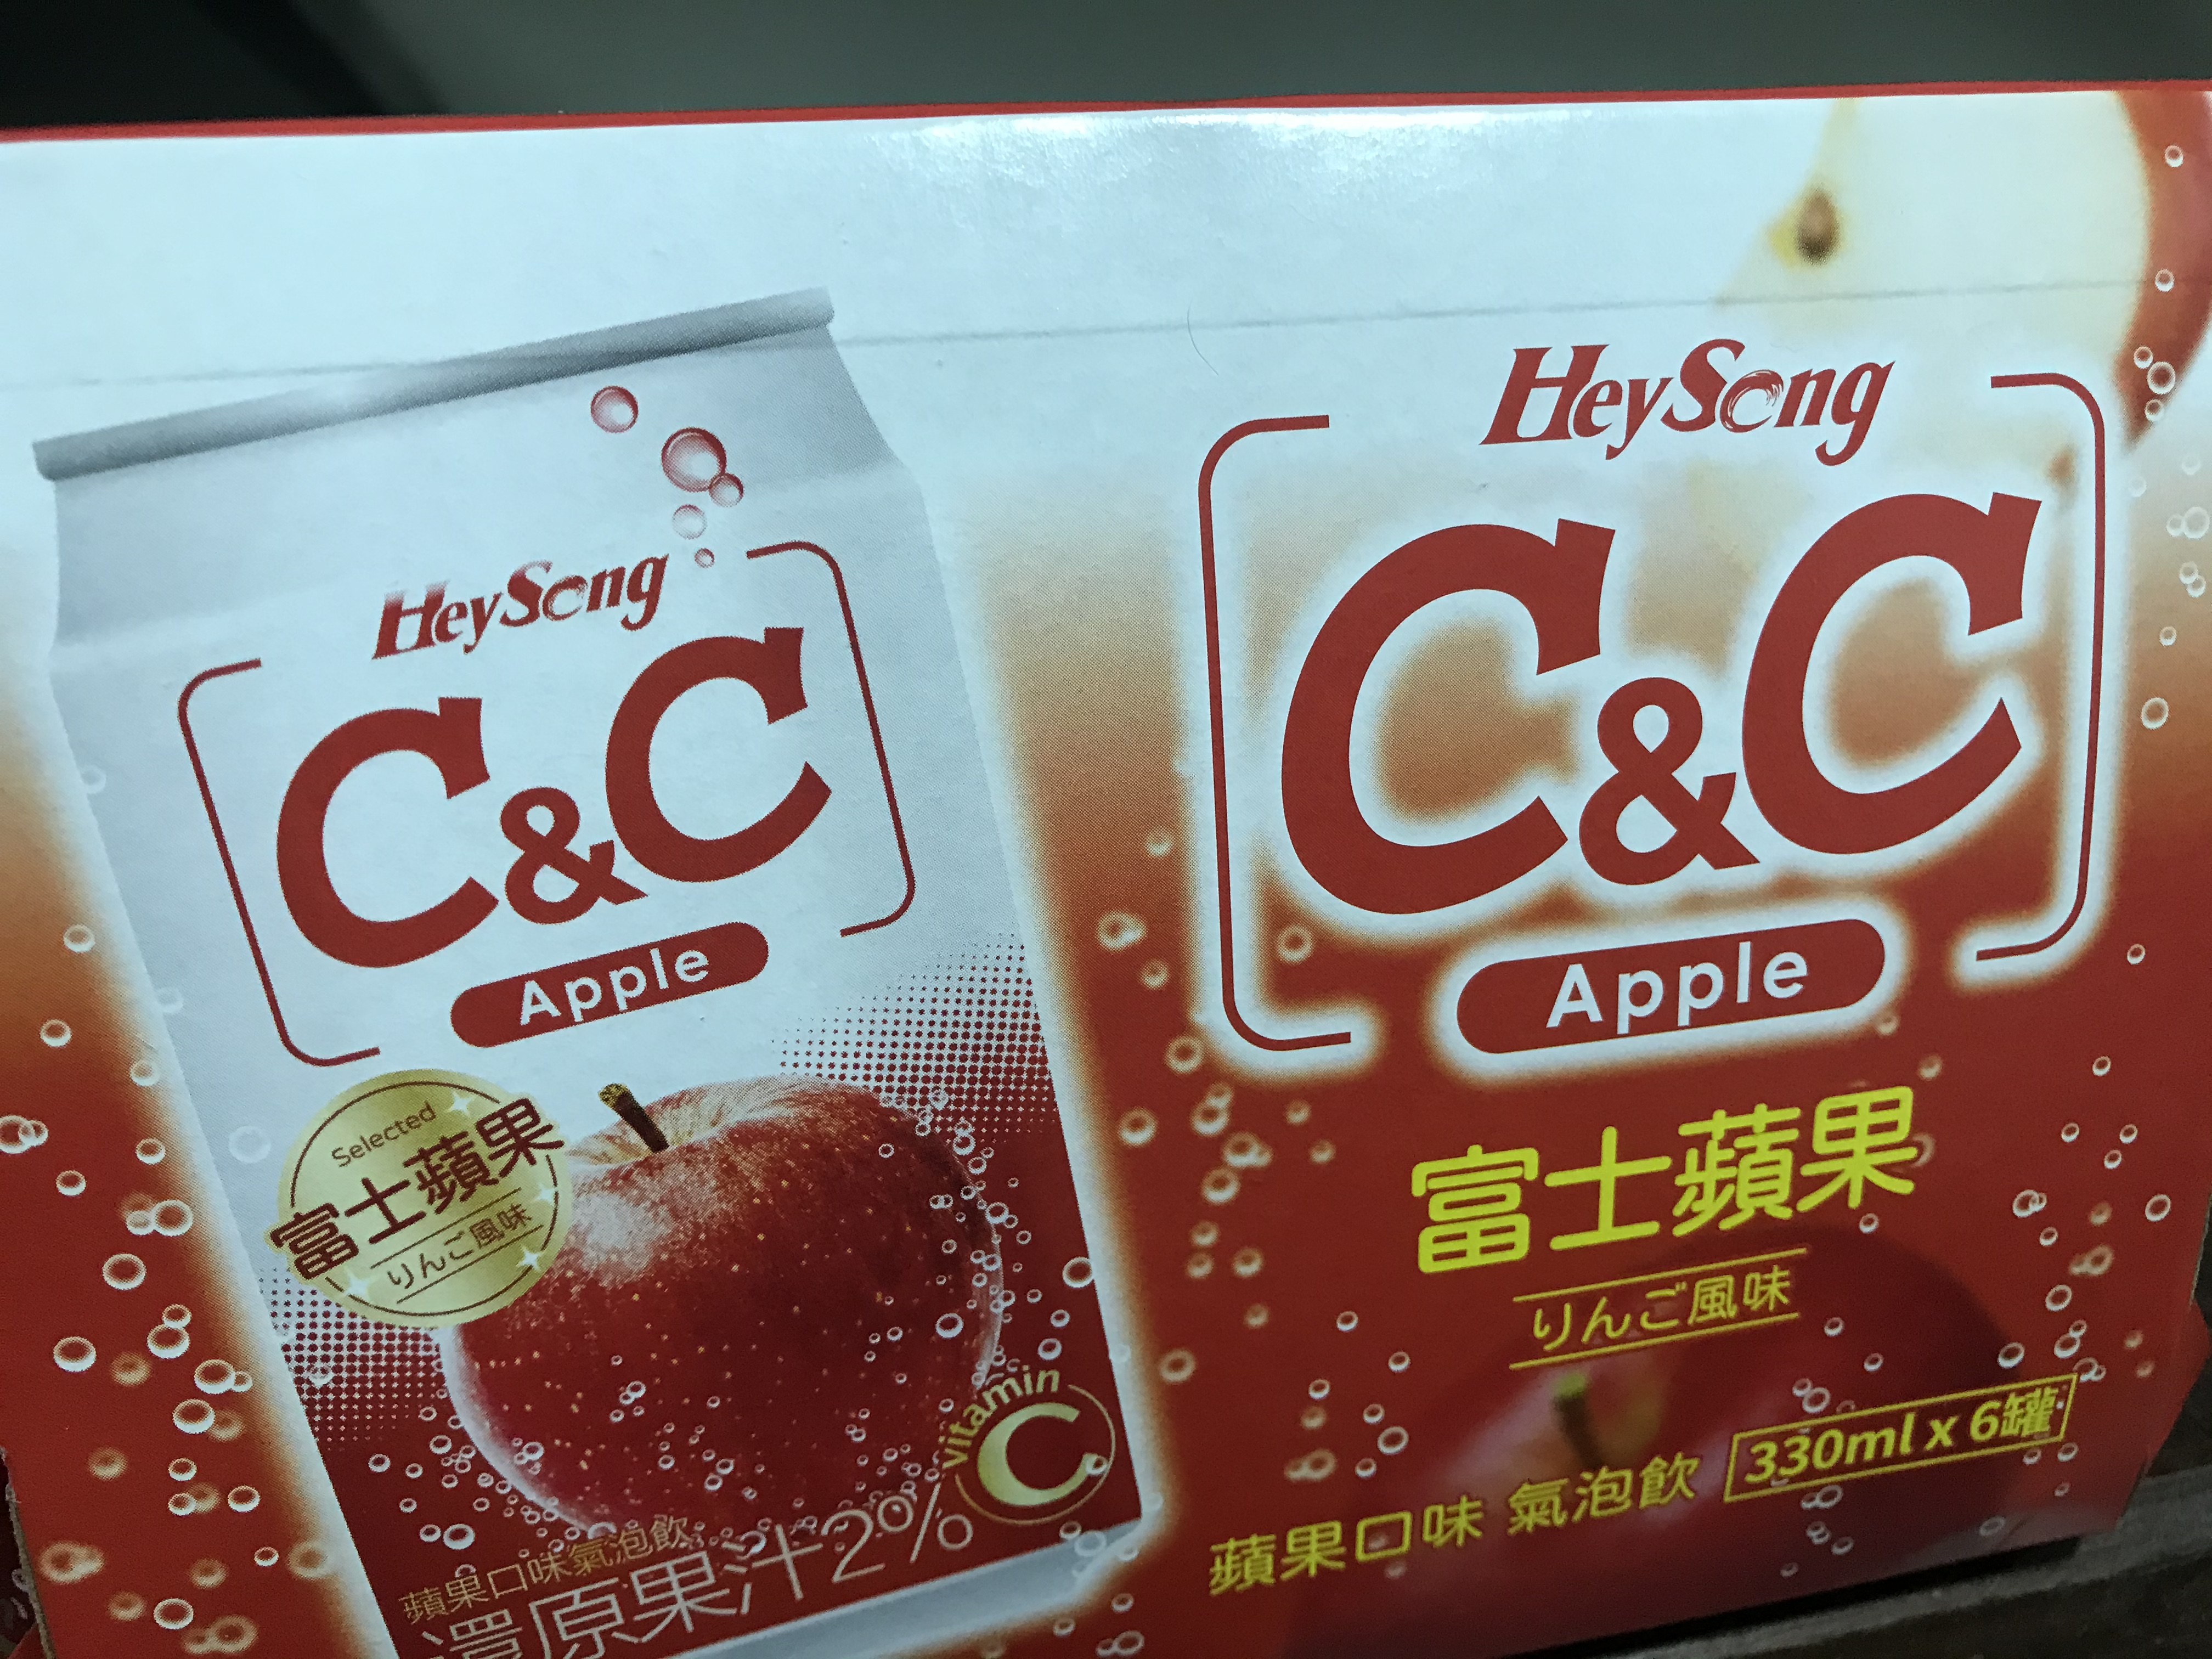 HeySong
C&C
Apple
Selected
富士蘋果
りんご風味
vitamin
C
蘋果口味氣泡飲
還原果汁2%
HeySong
C&C
Apple
富士蘋果
りんご風味
蘋果口味 氣泡飲 330ml x 6罐